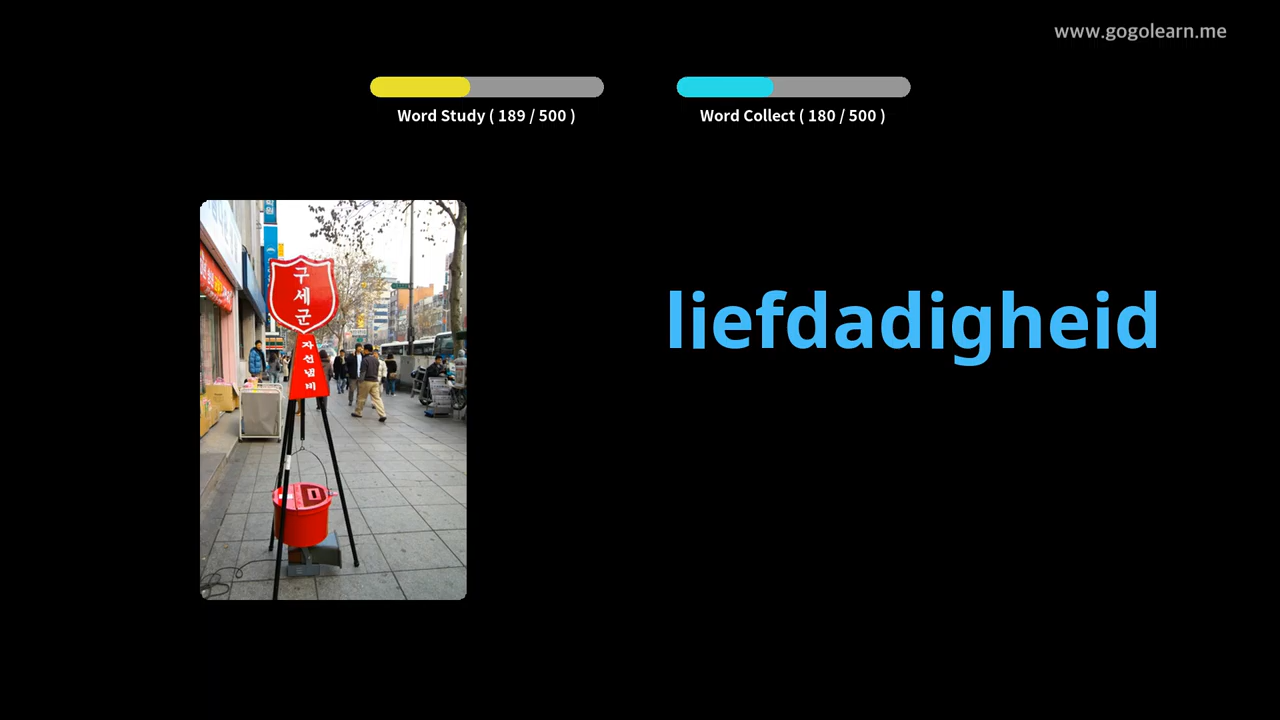 www.gogolearn.me
Word Study ( 189 / 500 )
Word Collect ( 180 / 500 )
구세군
자선냄비
liefdadigheid